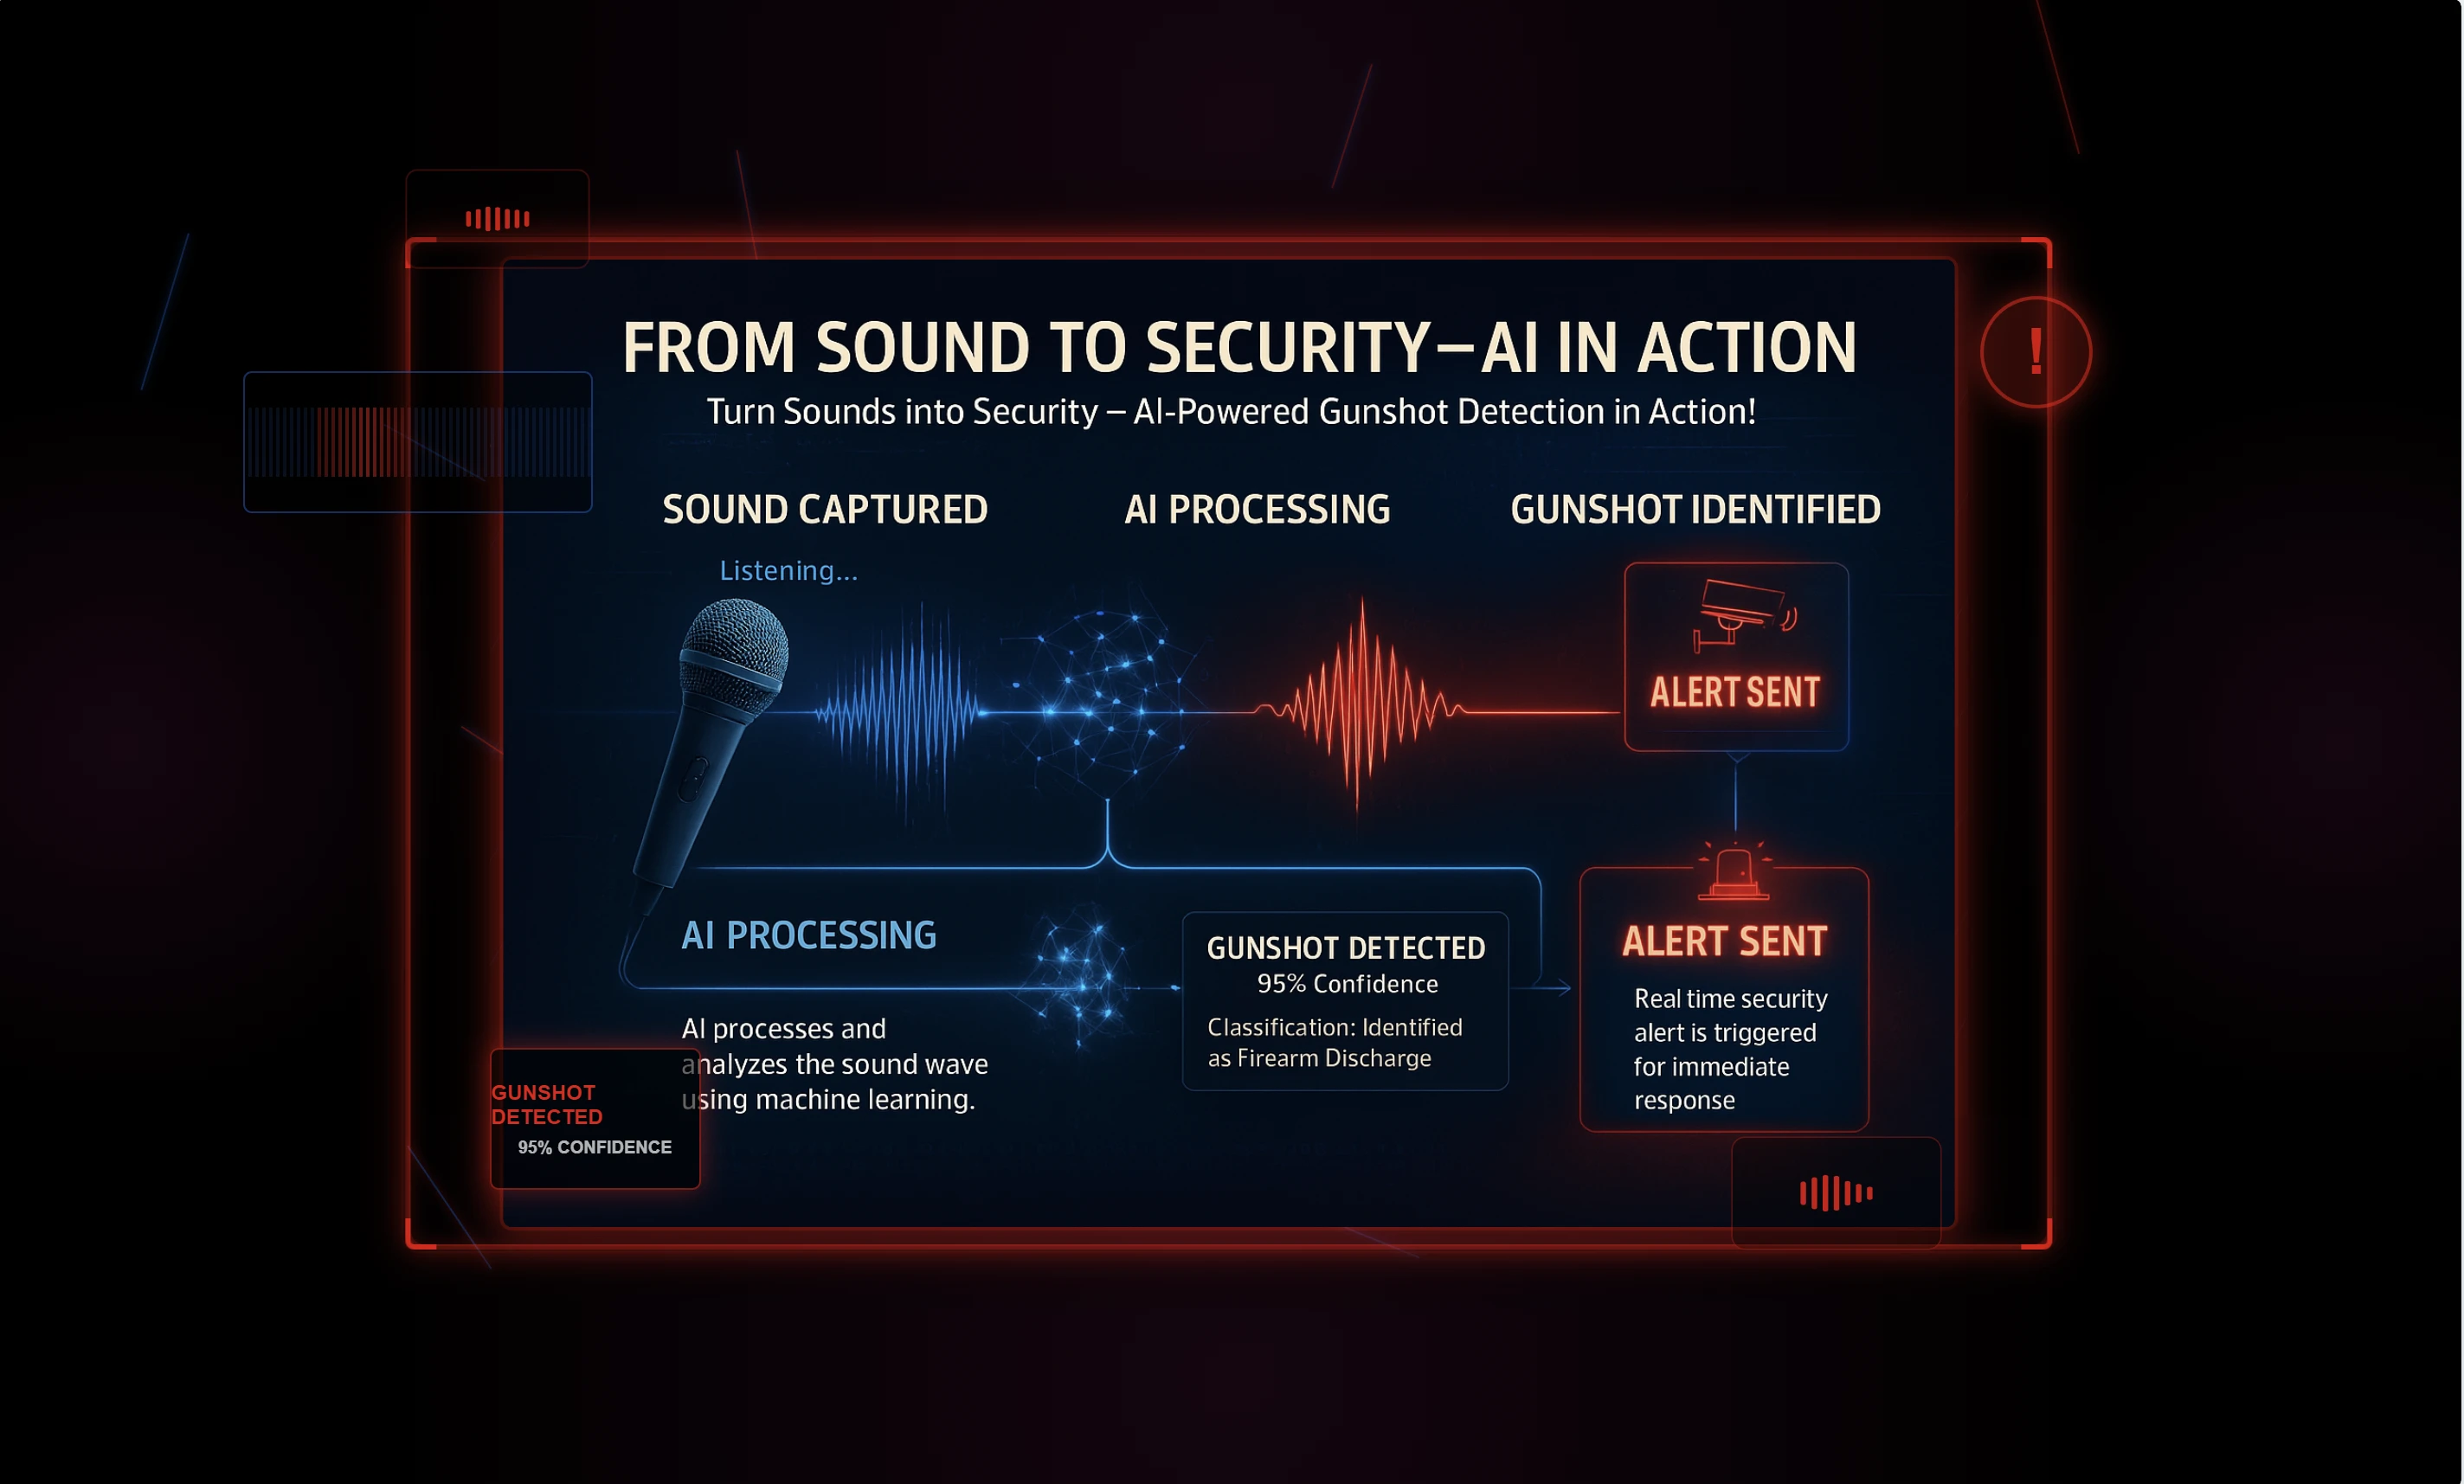 FROM SOUND TO SECURITY–AI IN ACTION
Turn Sounds into Security – AI-Powered Gunshot Detection in Action!
SOUND CAPTURED
AI PROCESSING
GUNSHOT IDENTIFIED
Listening...
ALERT SENT
AI PROCESSING
AI processes and
analyzes the sound wave
using machine learning.
GUNSHOT DETECTED
95% Confidence
Classification: Identified
as Firearm Discharge
ALERT SENT
Real time security
alert is triggered
for immediate
response
GUNSHOT
DETECTED
95% CONFIDENCE
!